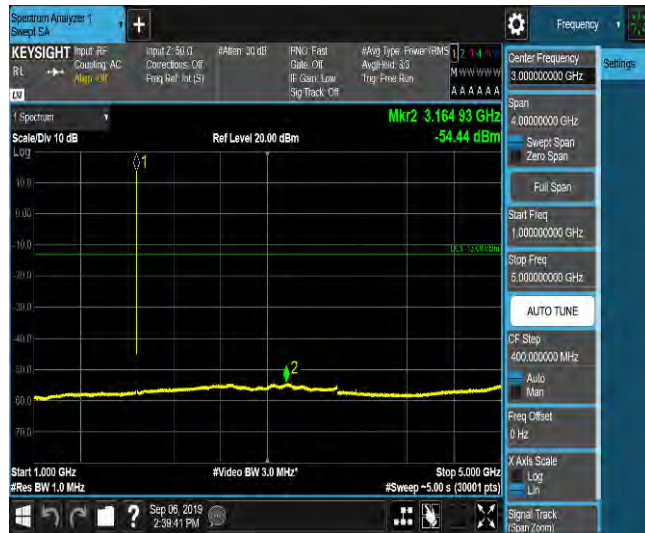 Spectrum Analyzer 1
Swept SA
Frequency
KEYSIGHT
Input: RF
Coupling: AC
Align: Off
Input Z: 50 Ω
Corrections: Off
Freq Ref: Int (S)
#Atten: 20 dB
PNO: Fast
Gate: Off
IF Gain: Low
Sig Track: Off
#Avg Type: Power (RMS
Avg|Hold: 3/3
Trig: Free Run
M W W W W W
A A A A A A
RL
LXI
1 Spectrum
Scale/Div 10 dB
Log
Ref Level 20.00 dBm
Mkr2 3.164 93 GHz
-54.44 dBm
1
10.0
0.00
-10.0
DL1 -13.00 dBm
-20.0
-30.0
-40.0
-50.0
2
-60.0
-70.0
Start 1.000 GHz
#Res BW 1.0 MHz
#Video BW 3.0 MHz*
Stop 5.000 GHz
#Sweep ~5.00 s (30001 pts)
Sep 06, 2019
2:39:41 PM
?
Settings
Center Frequency
3.000000000 GHz
Span
4.00000000 GHz
Swept Span
Zero Span
Full Span
Start Freq
1.000000000 GHz
Stop Freq
5.000000000 GHz
AUTO TUNE
CF Step
400.000000 MHz
Auto
Man
Freq Offset
0 Hz
X Axis Scale
Log
Lin
Signal Track
(Span Zoom)